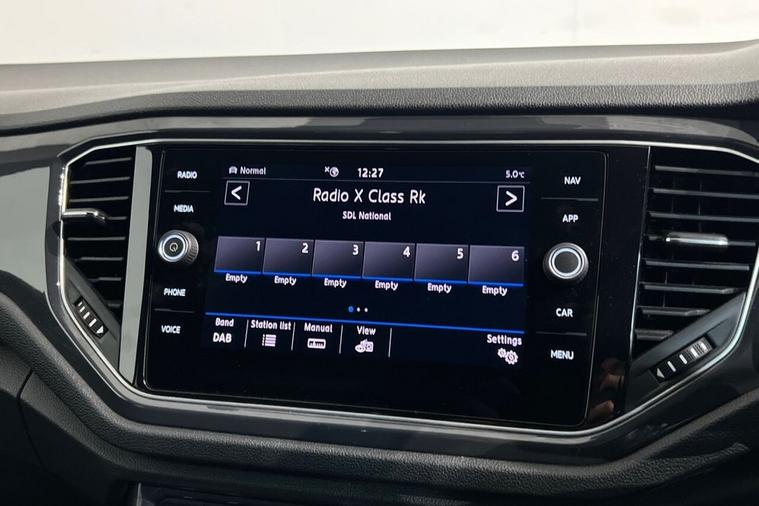 RADIO
MEDIA
PHONE
VOICE
Normal 12:27 5.0°C
< Radio X Class Rk >
SDL National
1 2 3 4 5 6
Empty Empty Empty Empty Empty Empty
Band Station list Manual View Settings
DAB
NAV
APP
CAR
MENU